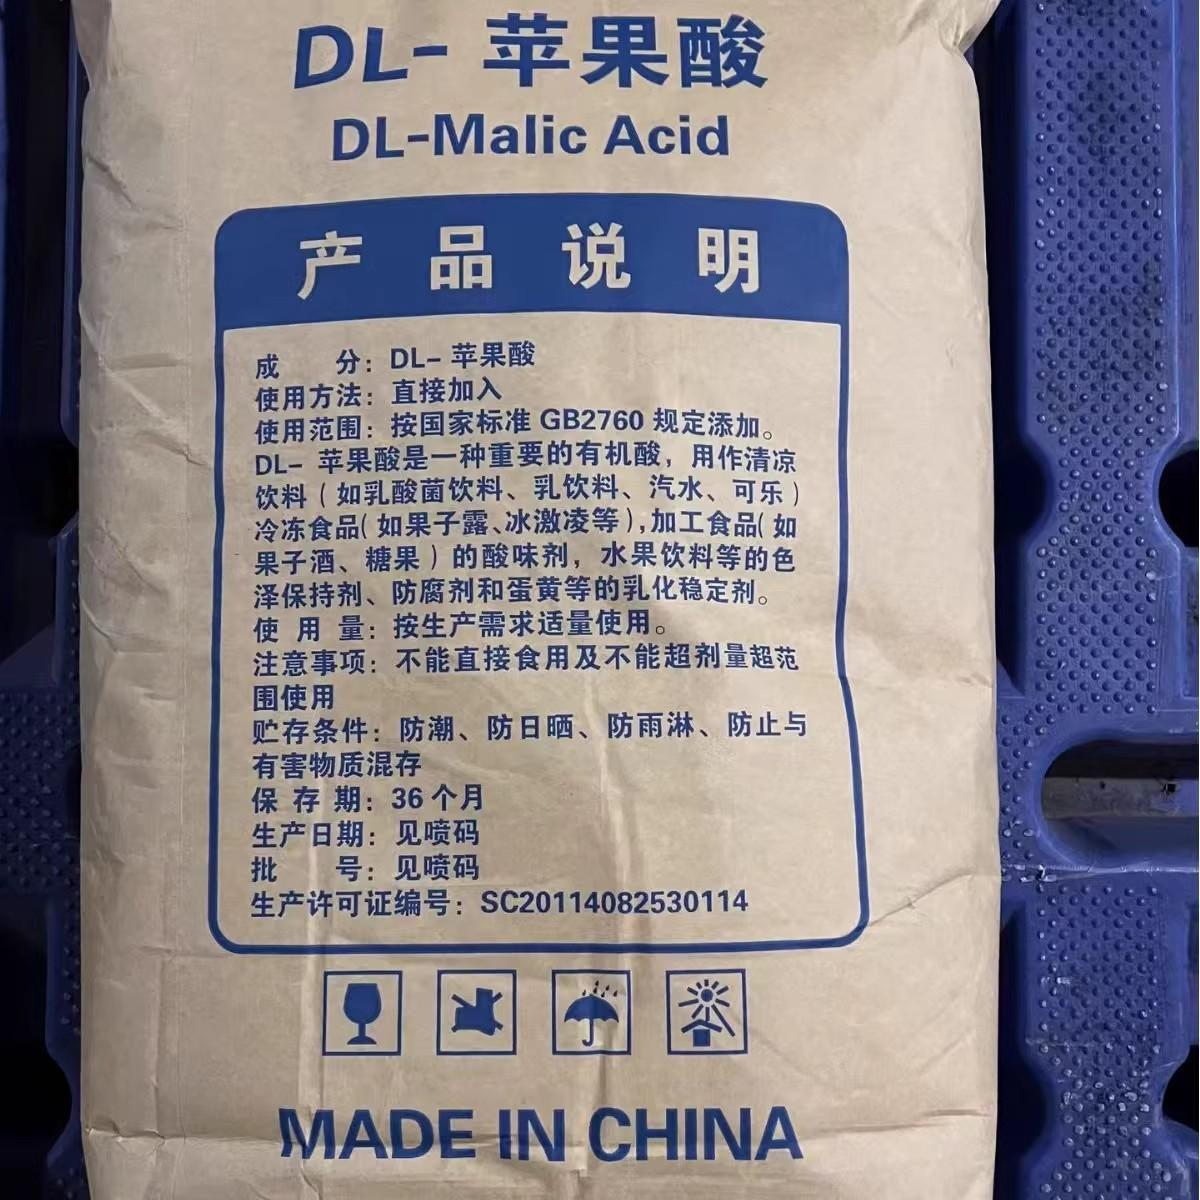 DL-苹果酸
DL-Malic Acid
产品说明
成 分：DL-苹果酸
使用方法：直接加入
使用范围：按国家标准 GB2760 规定添加。
DL-苹果酸是一种重要的有机酸，用作清凉
饮料（如乳酸菌饮料、乳饮料、汽水、可乐）
冷冻食品（如果子露、冰激凌等），加工食品（如
果子酒、糖果）的酸味剂，水果饮料等的色
泽保持剂、防腐剂和蛋黄等的乳化稳定剂。
使 用 量：按生产需求适量使用。
注意事项：不能直接食用及不能超剂量超范
围使用
贮存条件：防潮、防日晒、防雨淋、防止与
有害物质混存
保 存 期：36个月
生产日期：见喷码
批 号：见喷码
生产许可证编号：SC20114082530114
MADE IN CHINA